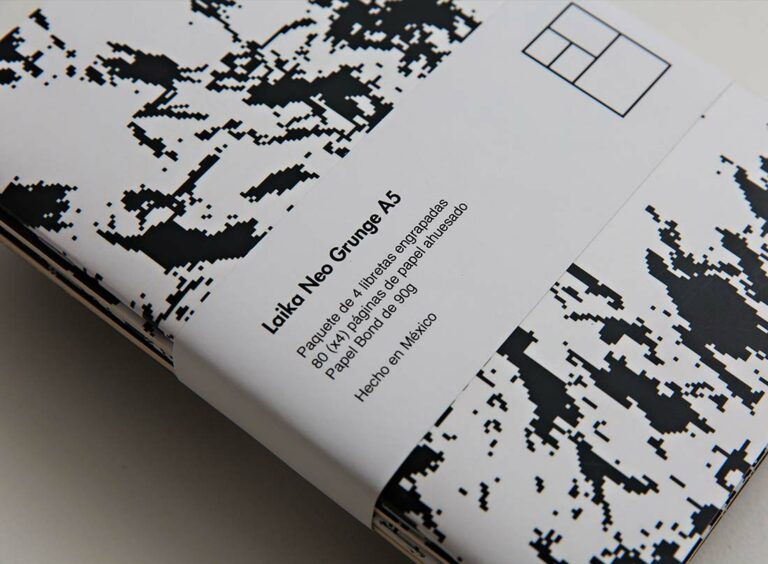 Laika Neo Grunge A5
Paquete de 4 libretas engrapadas
80 (x4) páginas de papel ahuesado
Papel Bond de 90g
Hecho en México